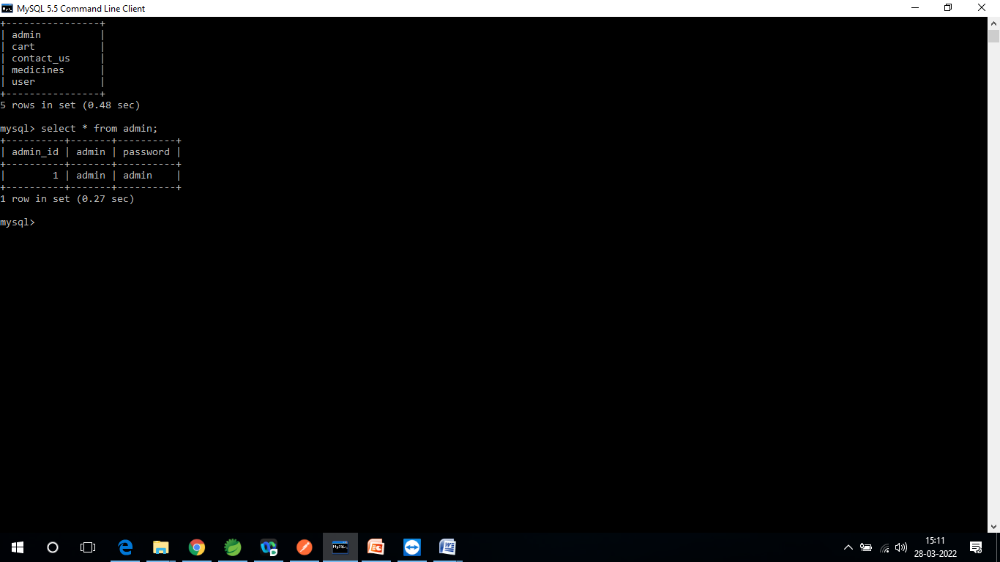 MySQL 5.5 Command Line Client
+----------------+
| admin          |
| cart           |
| contact_us     |
| medicines      |
| user           |
+----------------+
5 rows in set (0.48 sec)
mysql> select * from admin;
+----------+-------+----------+
| admin_id | admin | password |
+----------+-------+----------+
|        1 | admin | admin    |
+----------+-------+----------+
1 row in set (0.27 sec)
mysql>
15:11
28-03-2022